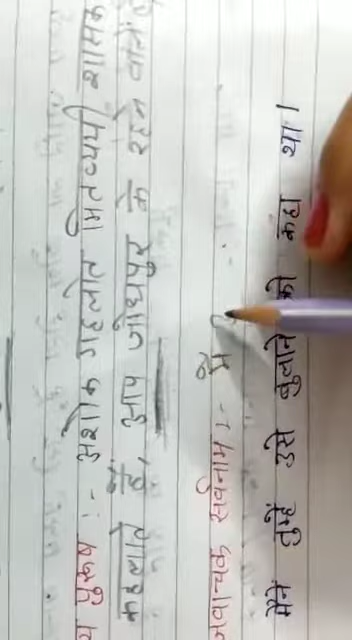 पुरुष :- अशोक गहलोत मितव्ययी शासक
कहलाते हैं, आप जोधपुर के रहने वाले
वाचक सर्वनाम :- प्रे
मैंने तुम्हें उसे बुलाने को कहा था।